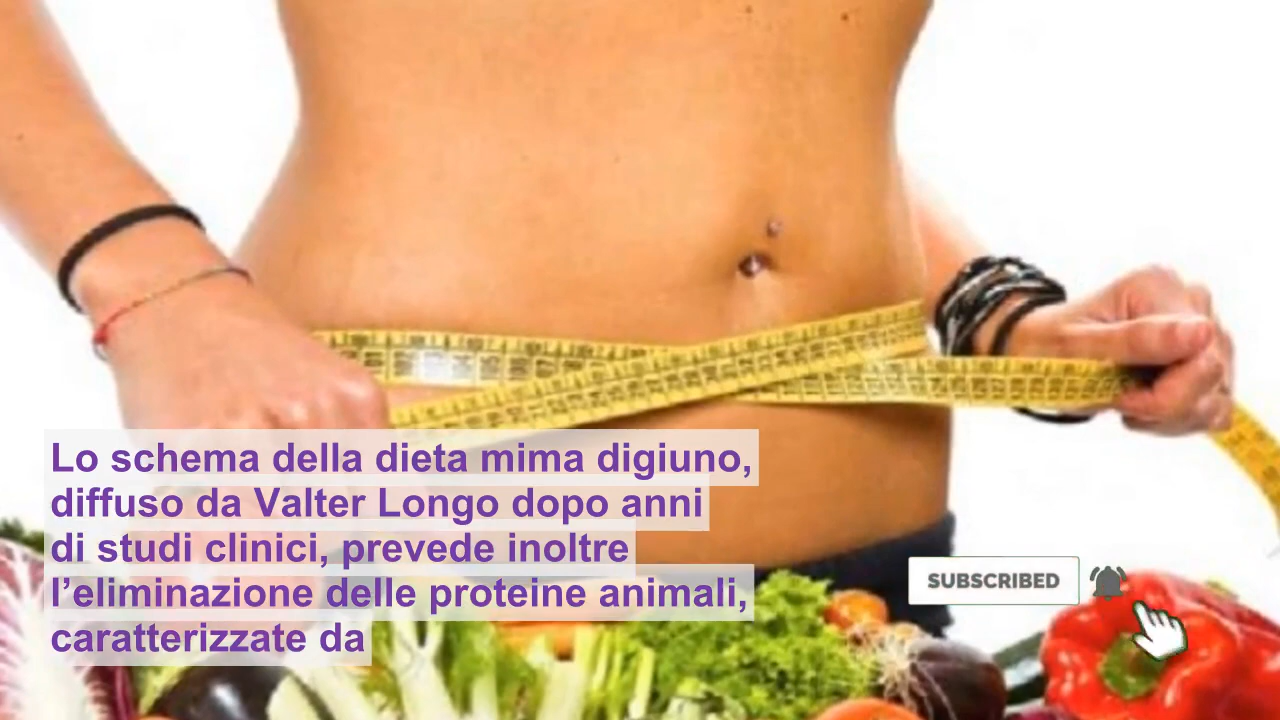 Lo schema della dieta mima digiuno,
diffuso da Valter Longo dopo anni
di studi clinici, prevede inoltre
l’eliminazione delle proteine animali,
caratterizzate da
SUBSCRIBED